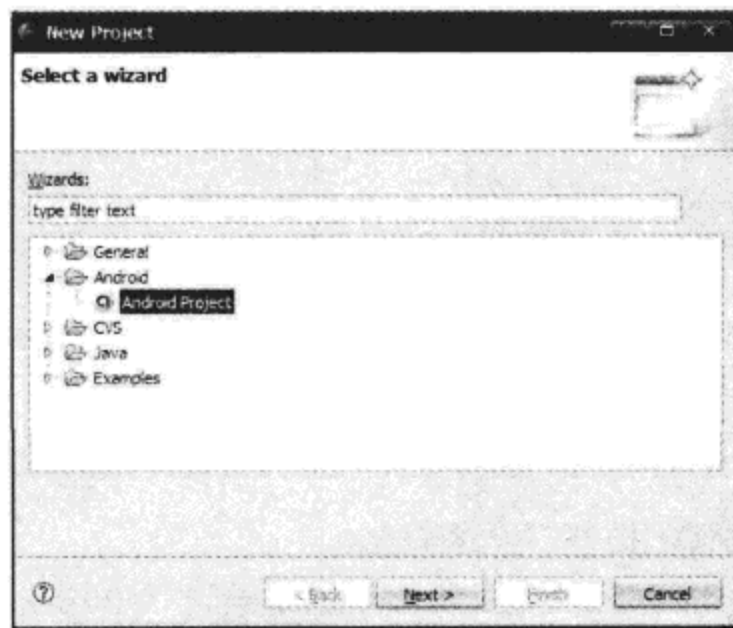 New Project
Select a wizard
Wizards:
type filter text
General
Android
Android Project
CVS
Java
Examples
< Back Next > Finish Cancel